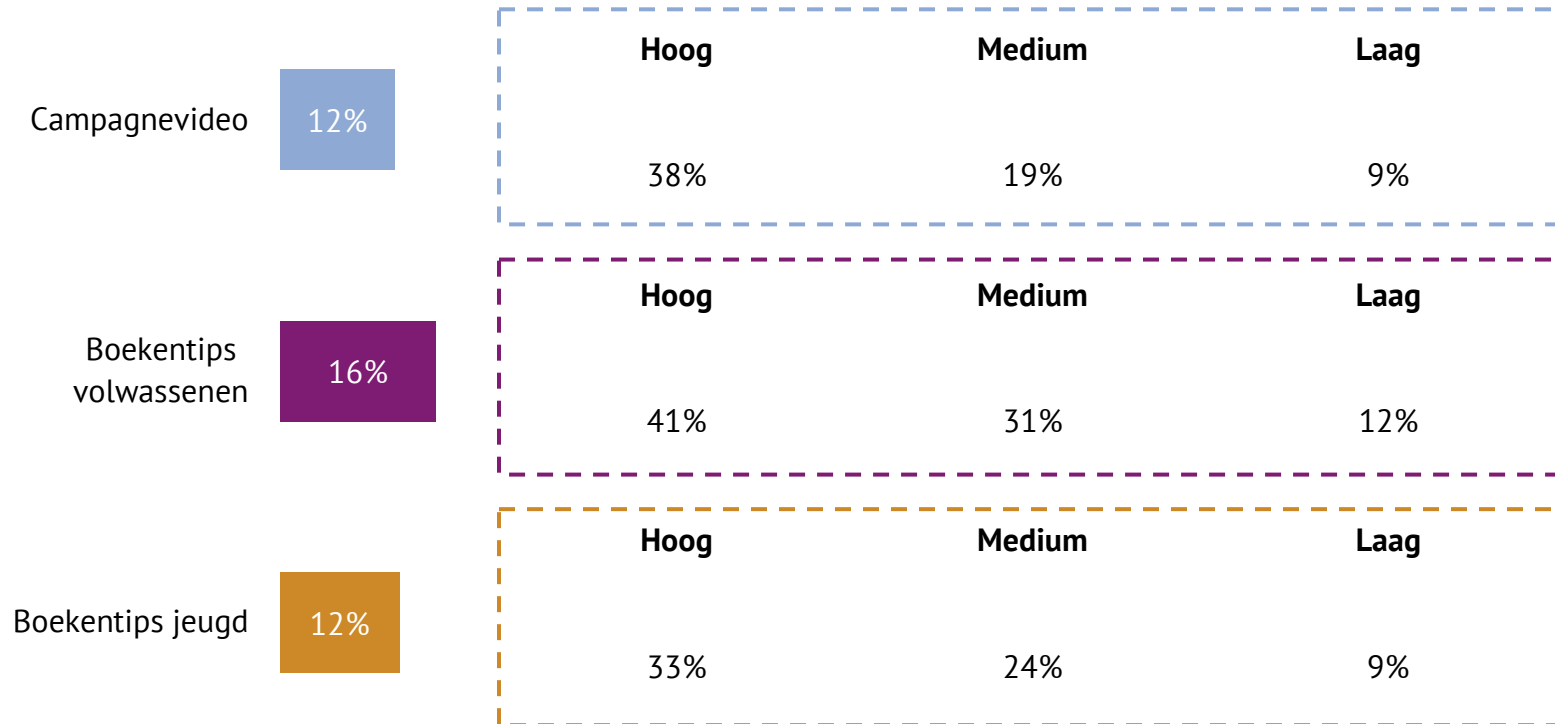 Hoog Medium Laag
Campagnevideo 12%
38% 19% 9%
Hoog Medium Laag
Boekentips
volwassenen
16%
41% 31% 12%
Hoog Medium Laag
Boekentips jeugd 12%
33% 24% 9%